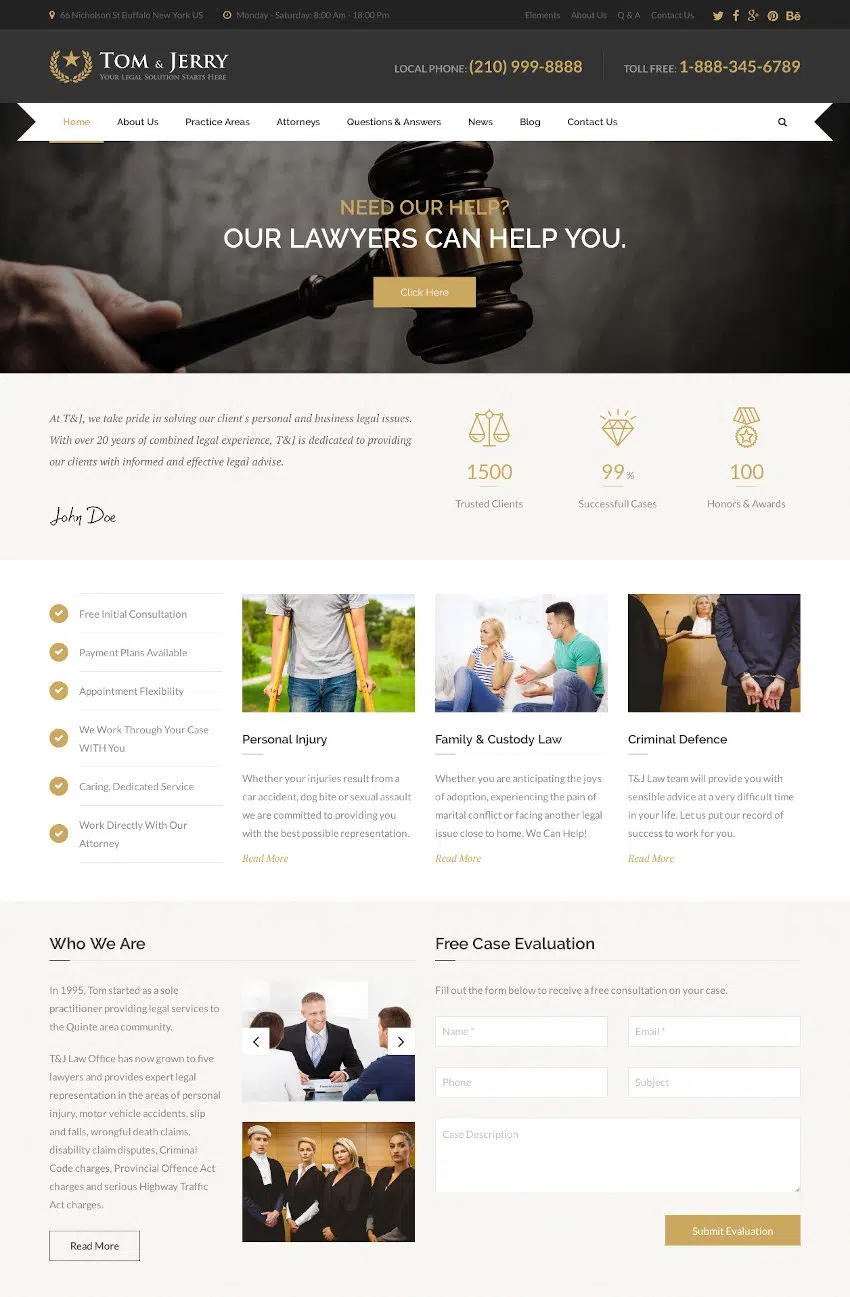 66 Nicholson St Buffalo New York US
Monday - Saturday: 8:00 Am - 18:00 Pm
Elements
About Us
Q & A
Contact Us
TOM & JERRY
YOUR LEGAL SOLUTION STARTS HERE
LOCAL PHONE: (210) 999-8888
TOLL FREE: 1-888-345-6789
Home
About Us
Practice Areas
Attorneys
Questions & Answers
News
Blog
Contact Us
NEED OUR HELP?
OUR LAWYERS CAN HELP YOU.
Click Here
At T&J, we take pride in solving our client's personal and business legal issues.
With over 20 years of combined legal experience, T&J is dedicated to providing
our clients with informed and effective legal advise.
John Doe
1500
Trusted Clients
99 %
Successfull Cases
100
Honors & Awards
Free Initial Consultation
Payment Plans Available
Appointment Flexibility
We Work Through Your Case
WITH You
Caring, Dedicated Service
Work Directly With Our
Attorney
Personal Injury
Whether your injuries result from a
car accident, dog bite or sexual assault
we are committed to providing you
with the best possible representation.
Read More
Family & Custody Law
Whether you are anticipating the joys
of adoption, experiencing the pain of
marital conflict or facing another legal
issue close to home, We Can Help!
Read More
Criminal Defence
T&J Law team will provide you with
sensible advice at a very difficult time
in your life. Let us put our record of
success to work for you.
Read More
Who We Are
In 1995, Tom started as a sole
practitioner providing legal services to
the Quinte area community.
T&J Law Office has now grown to five
lawyers and provides expert legal
representation in the areas of personal
injury, motor vehicle accidents, slip
and falls, wrongful death claims,
disability claim disputes, Criminal
Code charges, Provincial Offence Act
charges and serious Highway Traffic
Act charges.
Read More
Free Case Evaluation
Fill out the form below to receive a free consultation on your case.
Name *
Email *
Phone
Subject
Case Description
Submit Evaluation